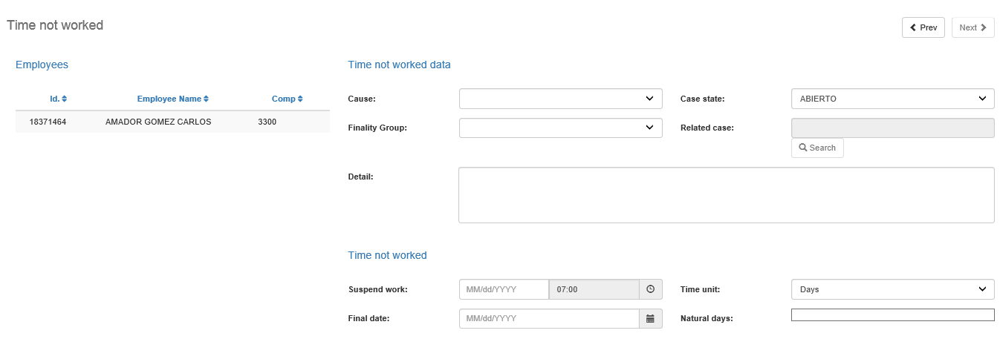 Time not worked
Prev Next
Employees
Id. Employee Name Comp
18371464 AMADOR GOMEZ CARLOS 3300
Time not worked data
Cause: Case state: ABIERTO
Finality Group: Related case:
Search
Detail:
Time not worked
Suspend work: MM/dd/YYYY 07:00 Time unit: Days
Final date: MM/dd/YYYY Natural days: